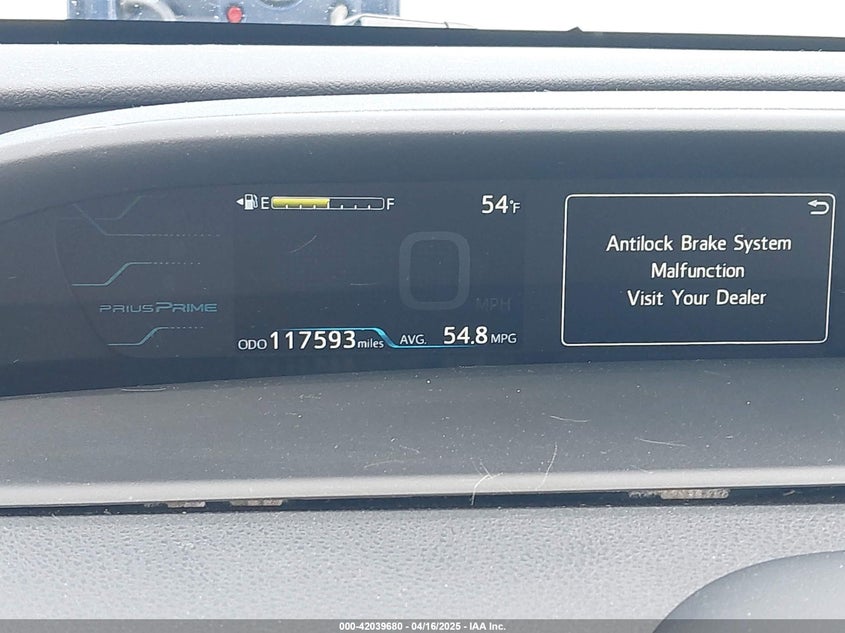 E F
54°F
Antilock Brake System
Malfunction
Visit Your Dealer
0
MPH
PRIUS PRIME
ODO 117593 miles AVG. 54.8 MPG
000-42039680 - 04/16/2025 - IAA Inc.